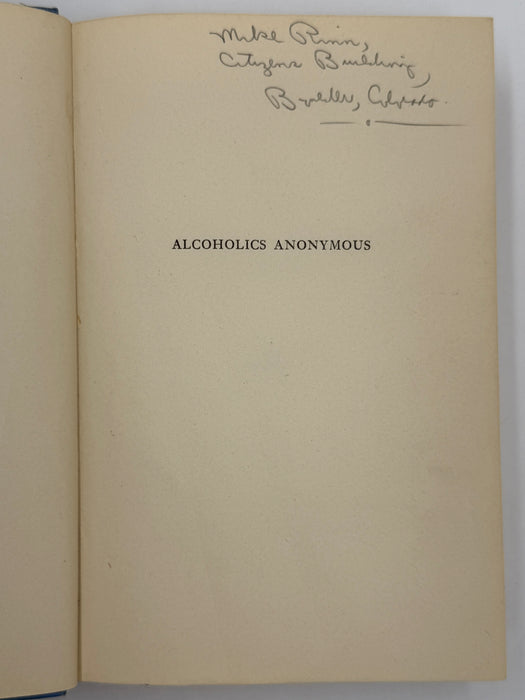 Mike Rinn,
Citizens Building,
Boulder, Colorado.
ALCOHOLICS ANONYMOUS